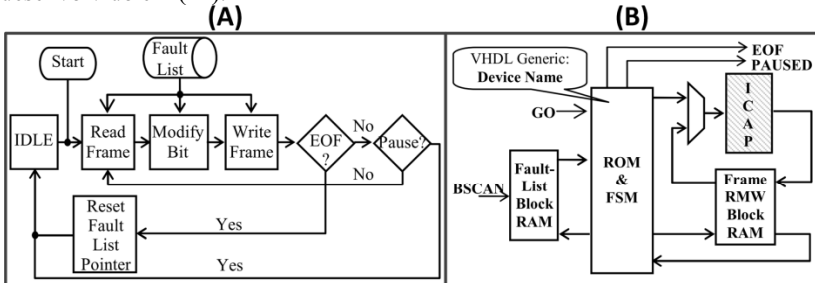 (A)
(B)
Start
Fault
List
IDLE
Read
Frame
Modify
Bit
Write
Frame
EOF
?
No
Pause?
No
Reset
Fault
List
Pointer
Yes
Yes
VHDL Generic:
Device Name
EOF
PAUSED
GO
I
C
A
P
BSCAN
Fault-
List
Block
RAM
ROM
&
FSM
Frame
RMW
Block
RAM